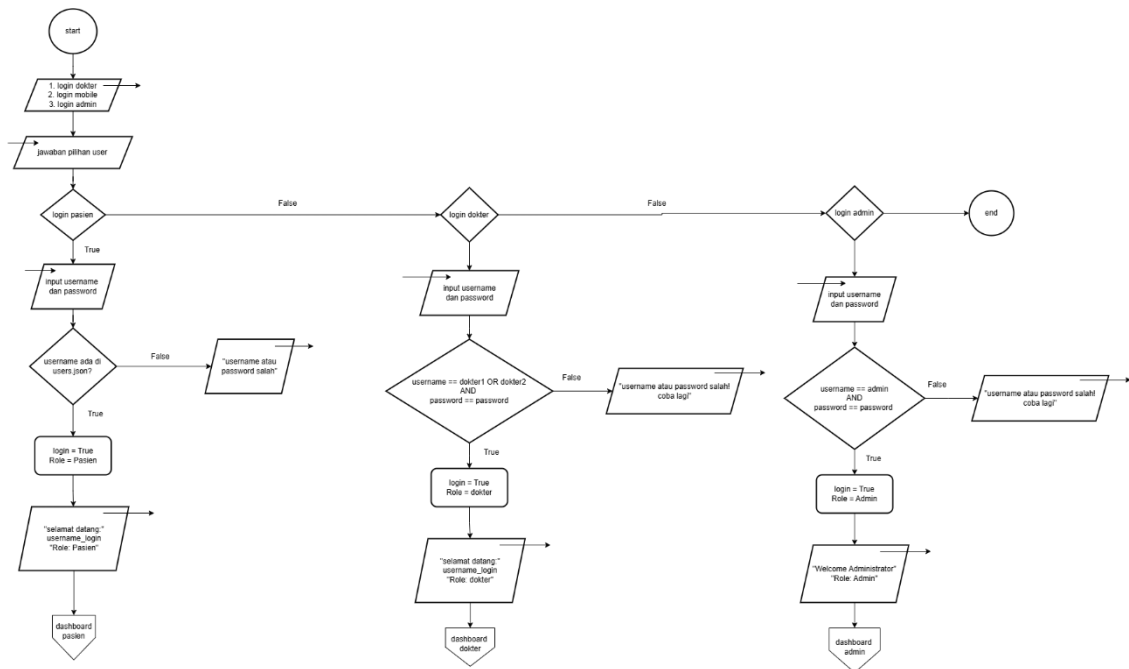 start
1. login dokter
2. login mobile
3. login admin
jawaban pilihan user
login pasien
False
login dokter
False
login admin
end
True
input username
dan password
username ada di
users.json?
False
"username atau
password salah"
True
login = True
Role = Pasien
"selamat datang:"
username_login
"Role: Pasien"
dashboard
pasien
input username
dan password
username == dokter1 OR dokter2
AND
password == password
False
"username atau password salah!
coba lagi"
True
login = True
Role = dokter
"selamat datang:"
username_login
"Role: dokter"
dashboard
dokter
input username
dan password
username == admin
AND
password == password
False
"username atau password salah!
coba lagi"
True
login = True
Role = Admin
"Welcome Administrator"
"Role: Admin"
dashboard
admin